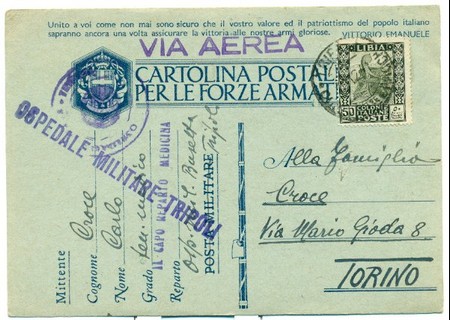 Unito a voi come non mai sono sicuro che il vostro valore ed il patriottismo del popolo italiano
sapranno ancora una volta assicurare la vittoria alle nostre armi gloriose. VITTORIO EMANUELE
VIA AEREA
CARTOLINA POSTALE
PER LE FORZE ARMA
LIBIA
50
POSTE
OSPEDALE MILITARE TRIPOLI
Mittente
Cognome Croce
Nome Carlo
Grado
IL CAPO REPARTO MEDICINA
Reparto
POSTA MILITARE
Tripoli
Alla Famiglia
Croce
Via Mario Gioda 8
TORINO